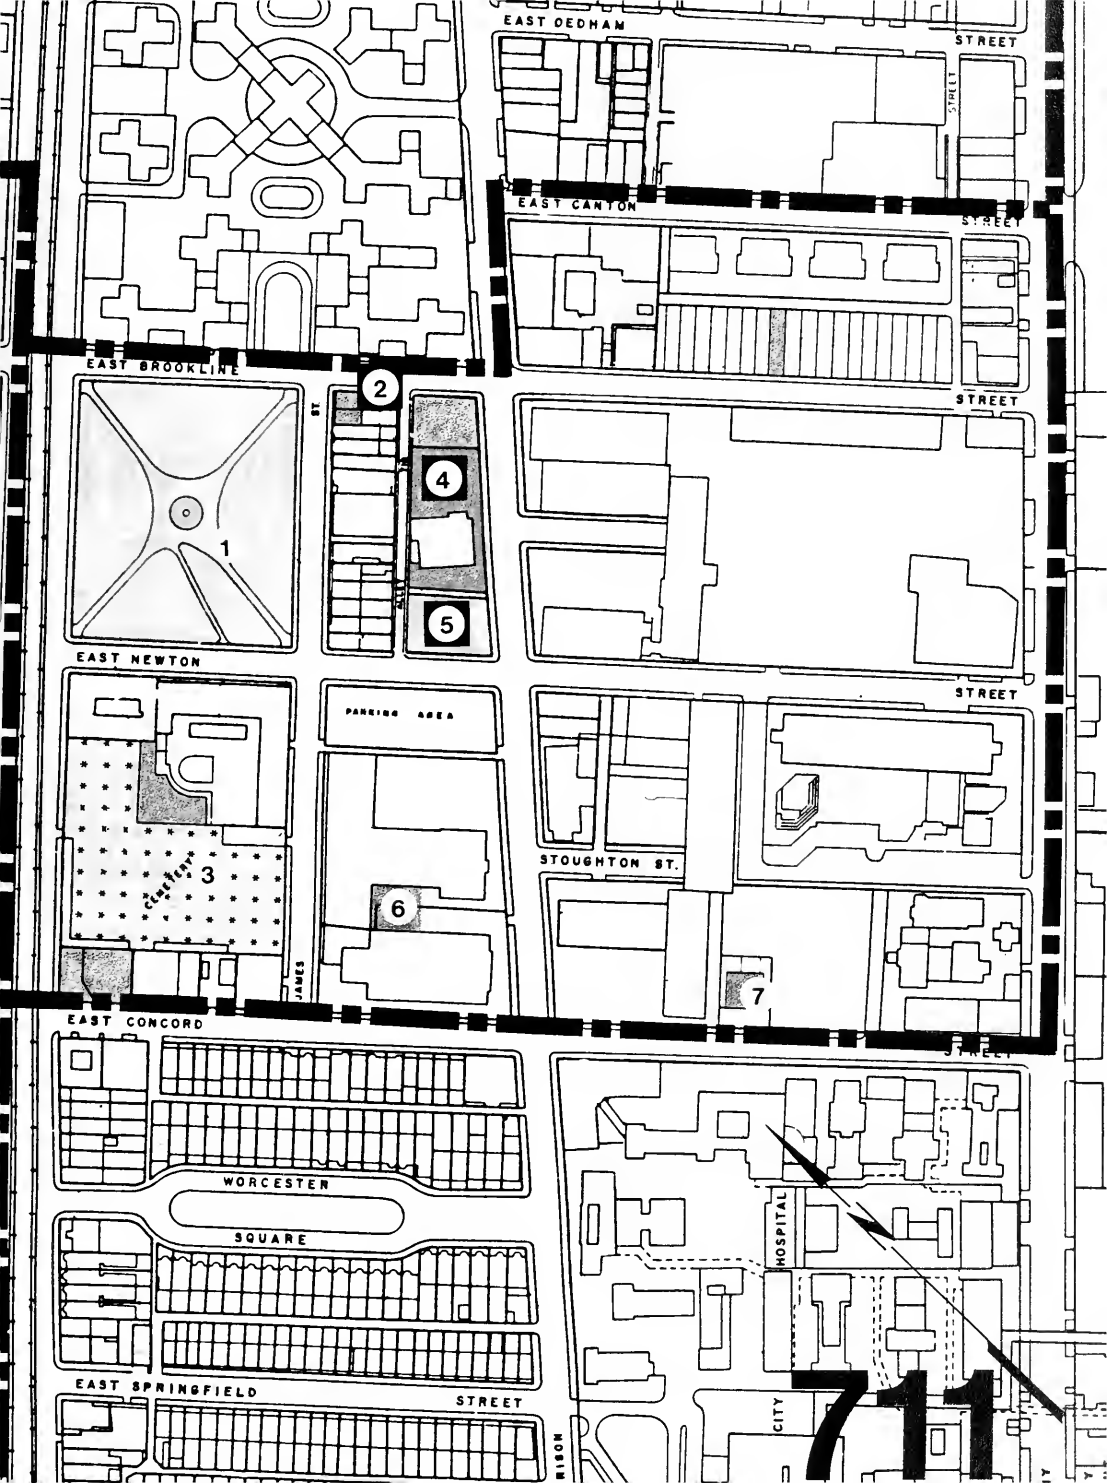 EAST DEDHAM
STREET
STREET
EAST CANTON
STREET
EAST BROOKLINE
STREET
ST.
2
4
1
5
EAST NEWTON
STREET
PARKING AREA
STOUGHTON ST.
3
CEMETERY
6
7
JAMES
EAST CONCORD
STREET
WORCESTER
SQUARE
HOSPITAL
EAST SPRINGFIELD
STREET
CITY
711
RISON